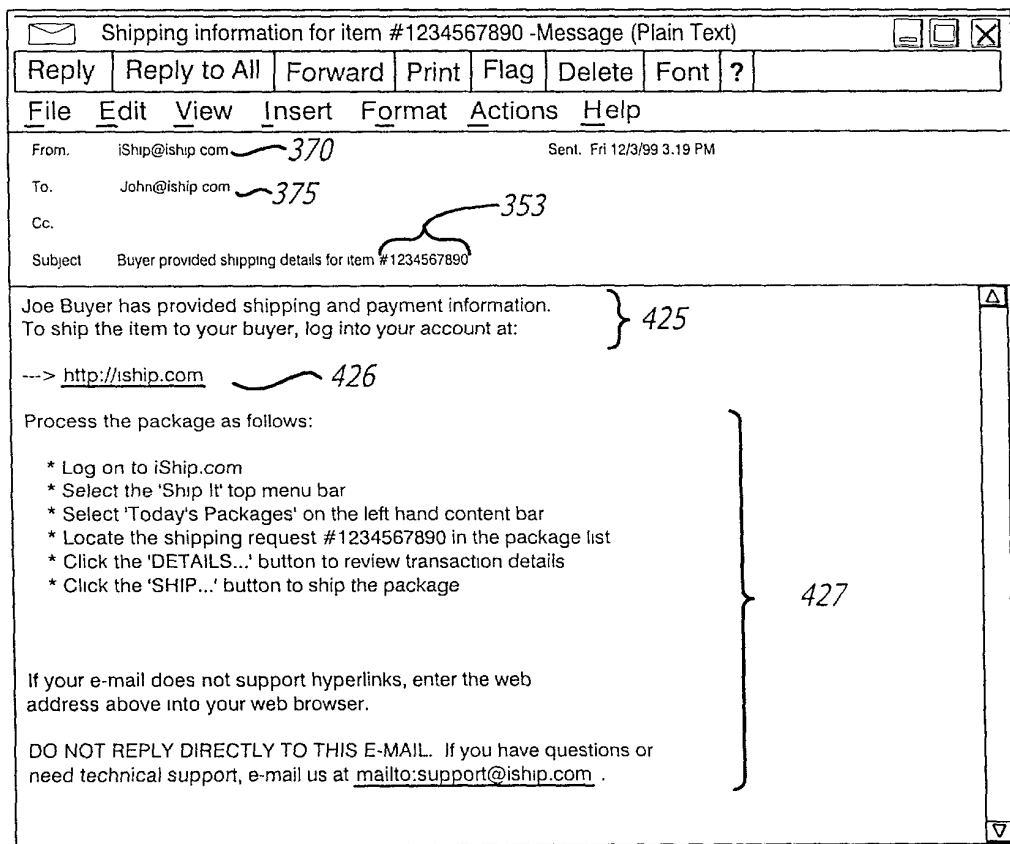 Shipping information for item #1234567890 -Message (Plain Text)
Reply Reply to All Forward Print Flag Delete Font ?
File Edit View Insert Format Actions Help
From. iShip@iship com 370 Sent. Fri 12/3/99 3.19 PM
To. John@iship com 375
353
Cc.
Subject Buyer provided shipping details for item #1234567890
Joe Buyer has provided shipping and payment information.
To ship the item to your buyer, log into your account at:
425
---> http://iship.com 426
Process the package as follows:
* Log on to iShip.com
* Select the 'Ship It' top menu bar
* Select 'Today's Packages' on the left hand content bar
* Locate the shipping request #1234567890 in the package list
* Click the 'DETAILS...' button to review transaction details
* Click the 'SHIP...' button to ship the package
427
If your e-mail does not support hyperlinks, enter the web
address above into your web browser.
DO NOT REPLY DIRECTLY TO THIS E-MAIL. If you have questions or
need technical support, e-mail us at mailto:support@iship.com .